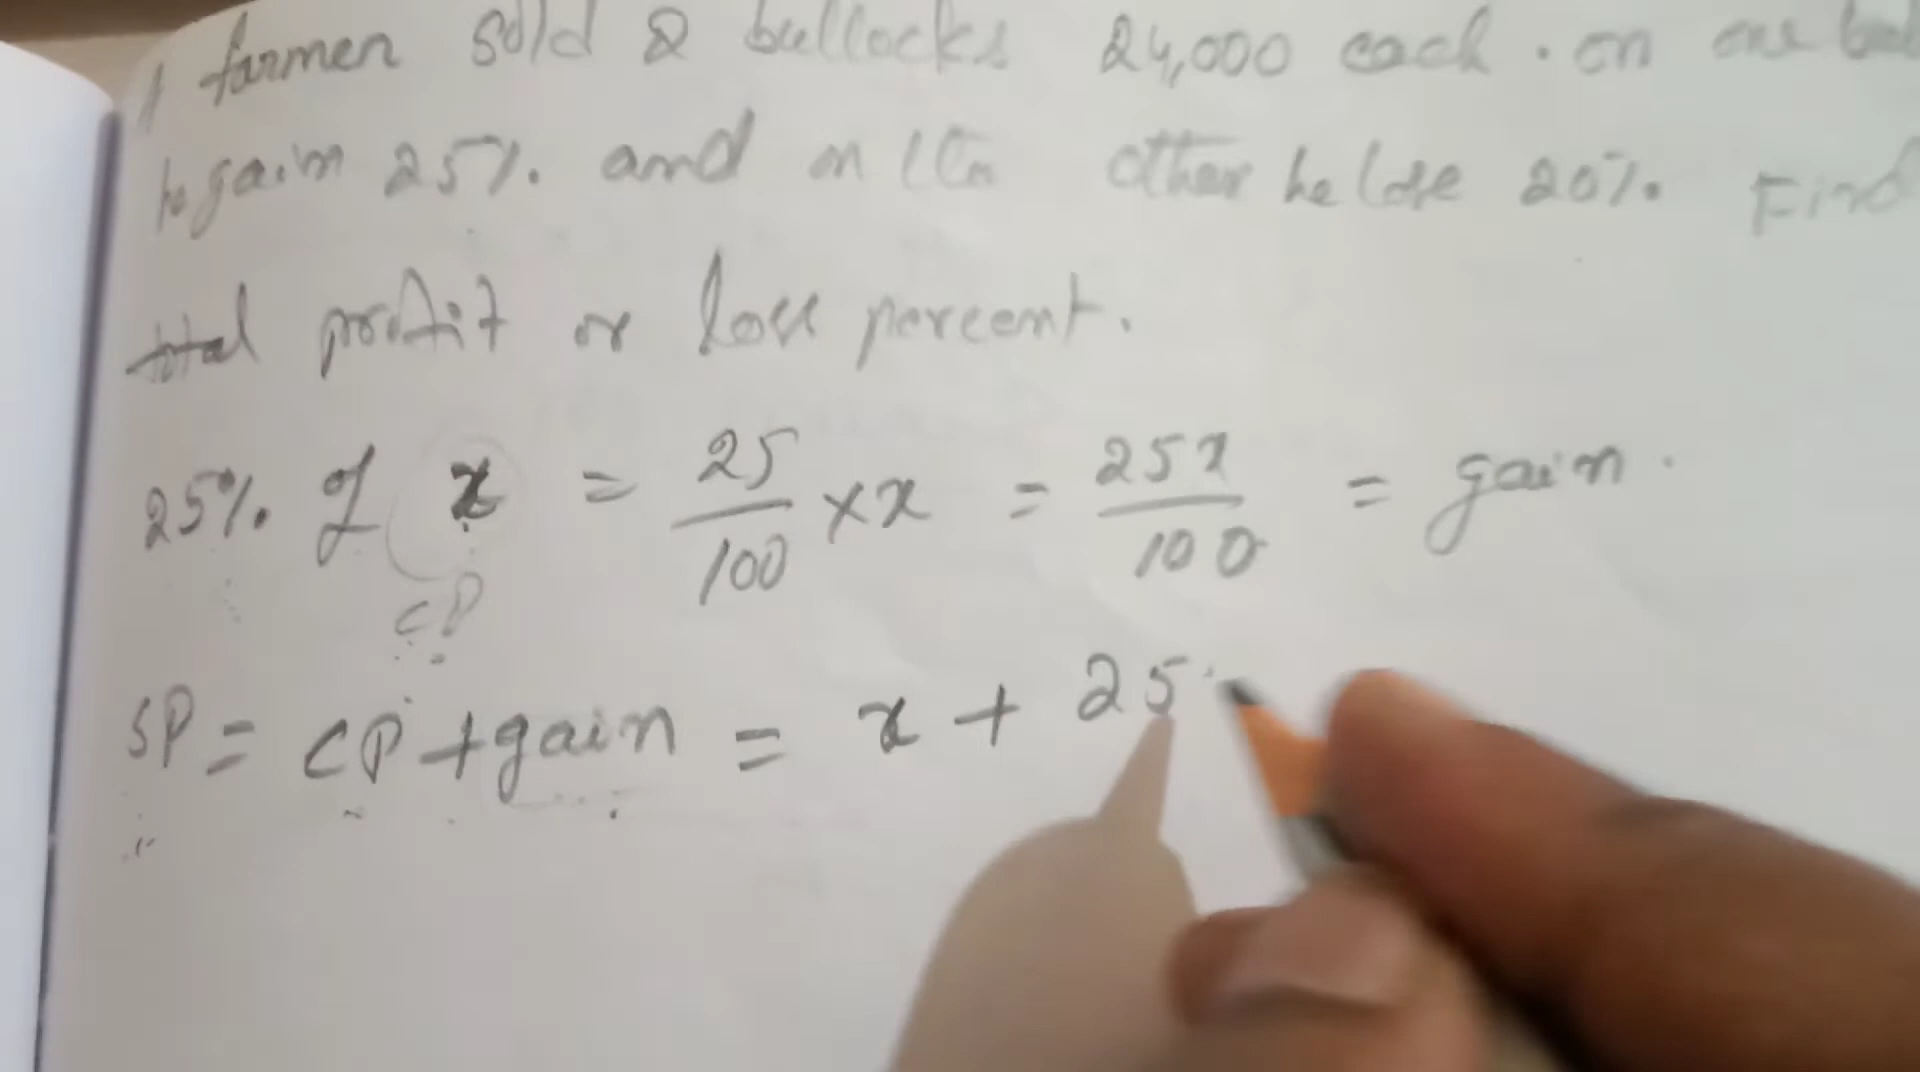 A farmer sold 2 bullocks 24,000 each. on one
he gain 25%. and on the other he lose 20%. Find
total profit or loss percent.
25% of x = 25/100 × x = 25x/100 = gain.
CP
SP = CP + gain = x + 25